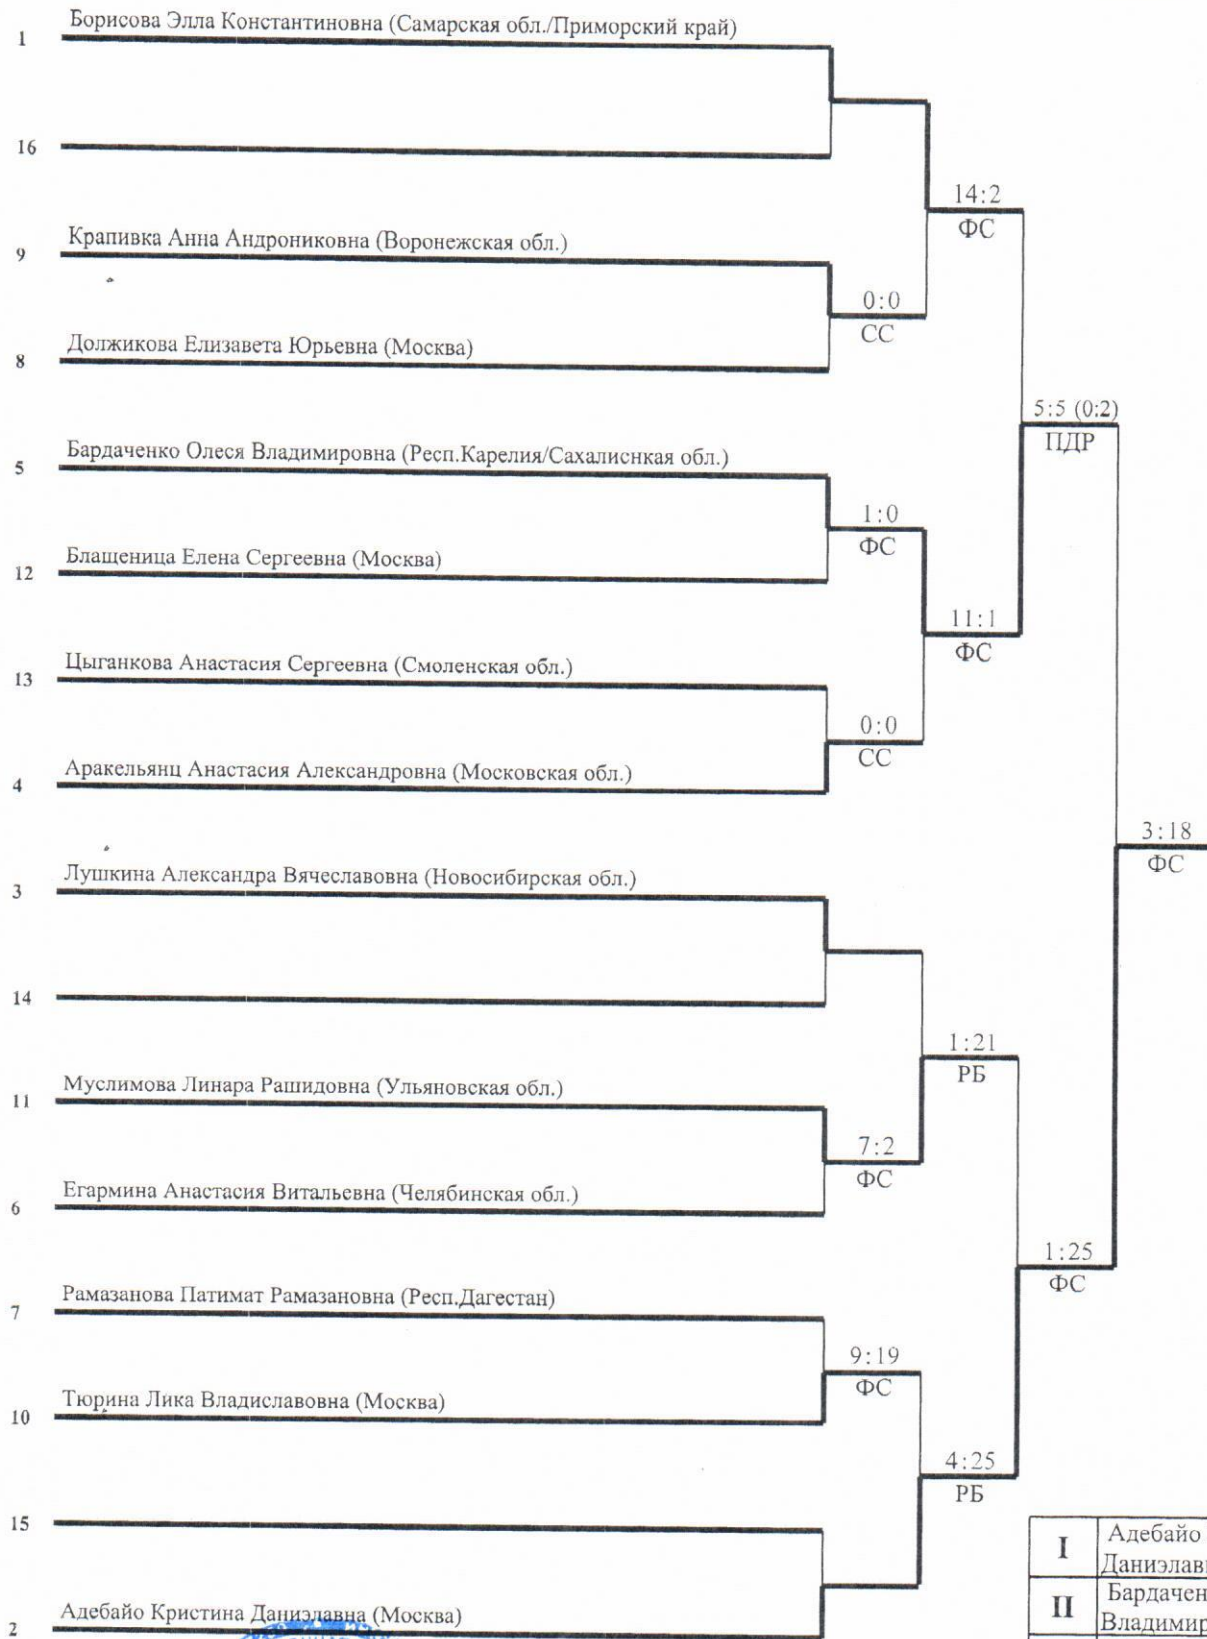 Борисова Элла Константиновна (Самарская обл./Приморский край)
1
16
14:2
ФС
Крапивка Анна Андрониковна (Воронежская обл.)
9
0:0
СС
Должикова Елизавета Юрьевна (Москва)
8
5:5 (0:2)
ПДР
Бардаченко Олеся Владимировна (Респ.Карелия/Сахалиснкая обл.)
5
1:0
ФС
Блащеница Елена Сергеевна (Москва)
12
11:1
ФС
Цыганкова Анастасия Сергеевна (Смоленская обл.)
13
0:0
СС
Аракельянц Анастасия Александровна (Московская обл.)
4
3:18
ФС
Лушкина Александра Вячеславовна (Новосибирская обл.)
3
14
1:21
РБ
Муслимова Линара Рашидовна (Ульяновская обл.)
11
7:2
ФС
Егармина Анастасия Витальевна (Челябинская обл.)
6
1:25
ФС
Рамазанова Патимат Рамазановна (Респ.Дагестан)
7
9:19
ФС
Тюрина Лика Владиславовна (Москва)
10
4:25
РБ
15
I Адебайо
Даниэлав
Адебайо Кристина Даниэлавна (Москва)
2
II Бардачен
Владимир